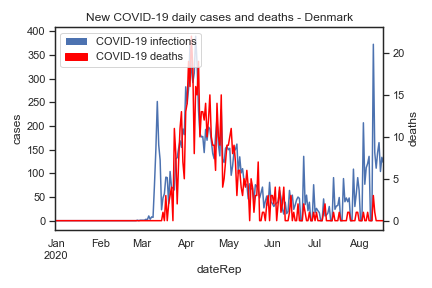 New COVID-19 daily cases and deaths - Denmark
COVID-19 infections
COVID-19 deaths
400
350
300
250
200
150
100
50
0
cases
20
15
10
5
0
deaths
Jan Feb Mar Apr May Jun Jul Aug
2020
dateRep